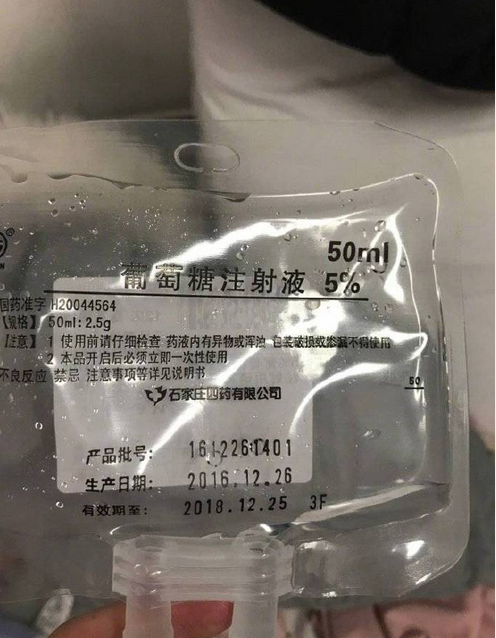 50ml
葡萄糖注射液 5%
国药准字 H20044564
【规格】 50ml:2.5g
【注意】 1 使用前请仔细检查 药液内有异物或浑浊 包装破损或渗漏不得使用
2 本品开启后必须立即一次性使用
不良反应 禁忌 注意事项等详见说明书
50
石家庄四药有限公司
产品批号:
生产日期: 2016.12.26
有效期至: 2018.12.25 3F